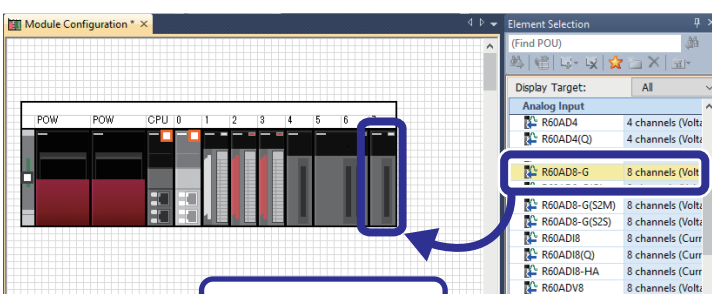 Module Configuration * ×
Element Selection
(Find POU)
Display Target: All
Analog Input
POW POW CPU 0 1 2 3 4 5 6
R60AD4 4 channels (Volta
R60AD4(Q) 4 channels (Volta
R60AD8-G 8 channels (Volt
R60AD8-G(S2M) 8 channels (Volta
R60AD8-G(S2S) 8 channels (Volta
R60ADI8 8 channels (Curr
R60ADI8(Q) 8 channels (Curr
R60ADI8-HA 8 channels (Curr
R60ADV8 8 channels (Volta